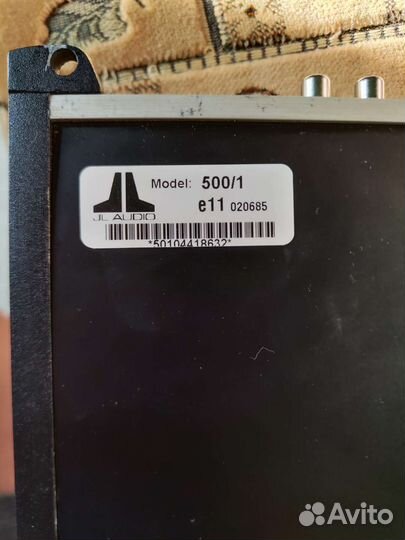 Model: 500/1
JL AUDIO
e11 020685
*50104418632*
Avito